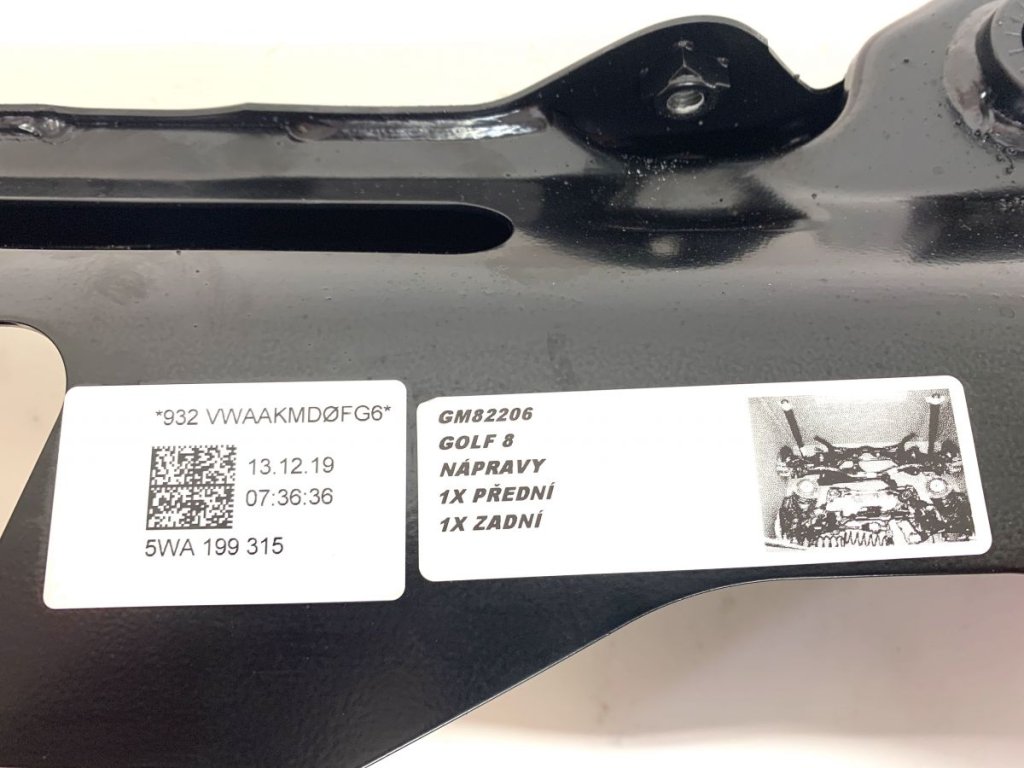 *932 VWAAKMDØFG6*
13.12.19
07:36:36
5WA 199 315
GM82206
GOLF 8
NÁPRAVY
1X PŘEDNÍ
1X ZADNÍ